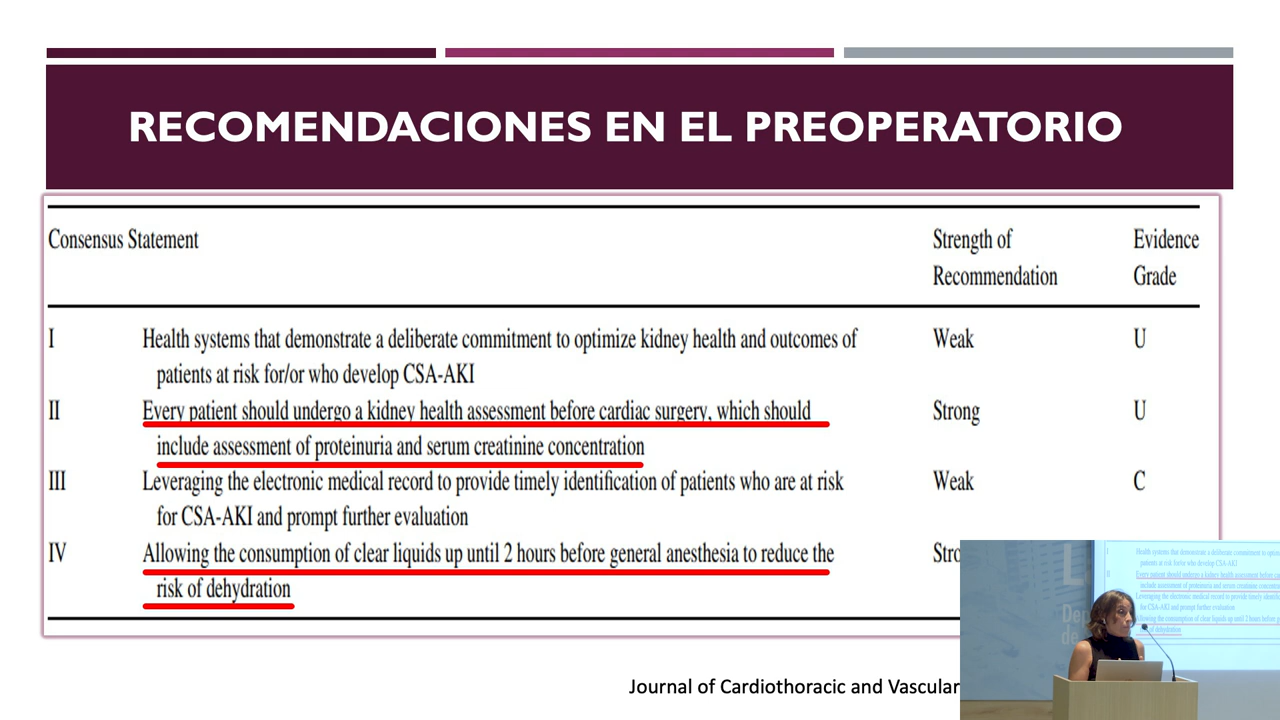 RECOMENDACIONES EN EL PREOPERATORIO
Consensus Statement Strength of Recommendation Evidence Grade
I Health systems that demonstrate a deliberate commitment to optimize kidney health and outcomes of Weak U
patients at risk for/or who develop CSA-AKI
II Every patient should undergo a kidney health assessment before cardiac surgery, which should Strong U
include assessment of proteinuria and serum creatinine concentration
III Leveraging the electronic medical record to provide timely identification of patients who are at risk Weak C
for CSA-AKI and prompt further evaluation
IV Allowing the consumption of clear liquids up until 2 hours before general anesthesia to reduce the
risk of dehydration
Journal of Cardiothoracic and Vascular